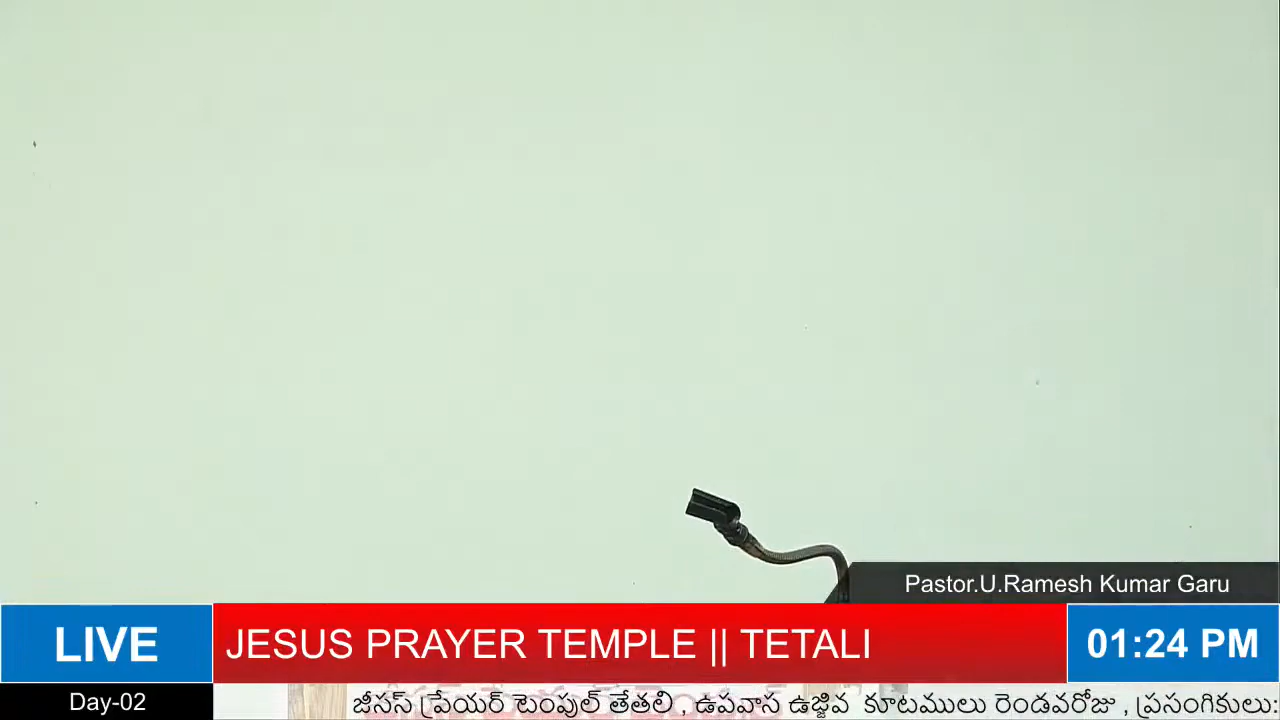 Pastor.U.Ramesh Kumar Garu
LIVE
JESUS PRAYER TEMPLE || TETALI
01:24 PM
Day-02
జీసస్ ప్రేయర్ టెంపుల్ తేతలి , ఉపవాస ఉజ్జీవ కూటములు రెండవరోజు , ప్రసంగికులు: